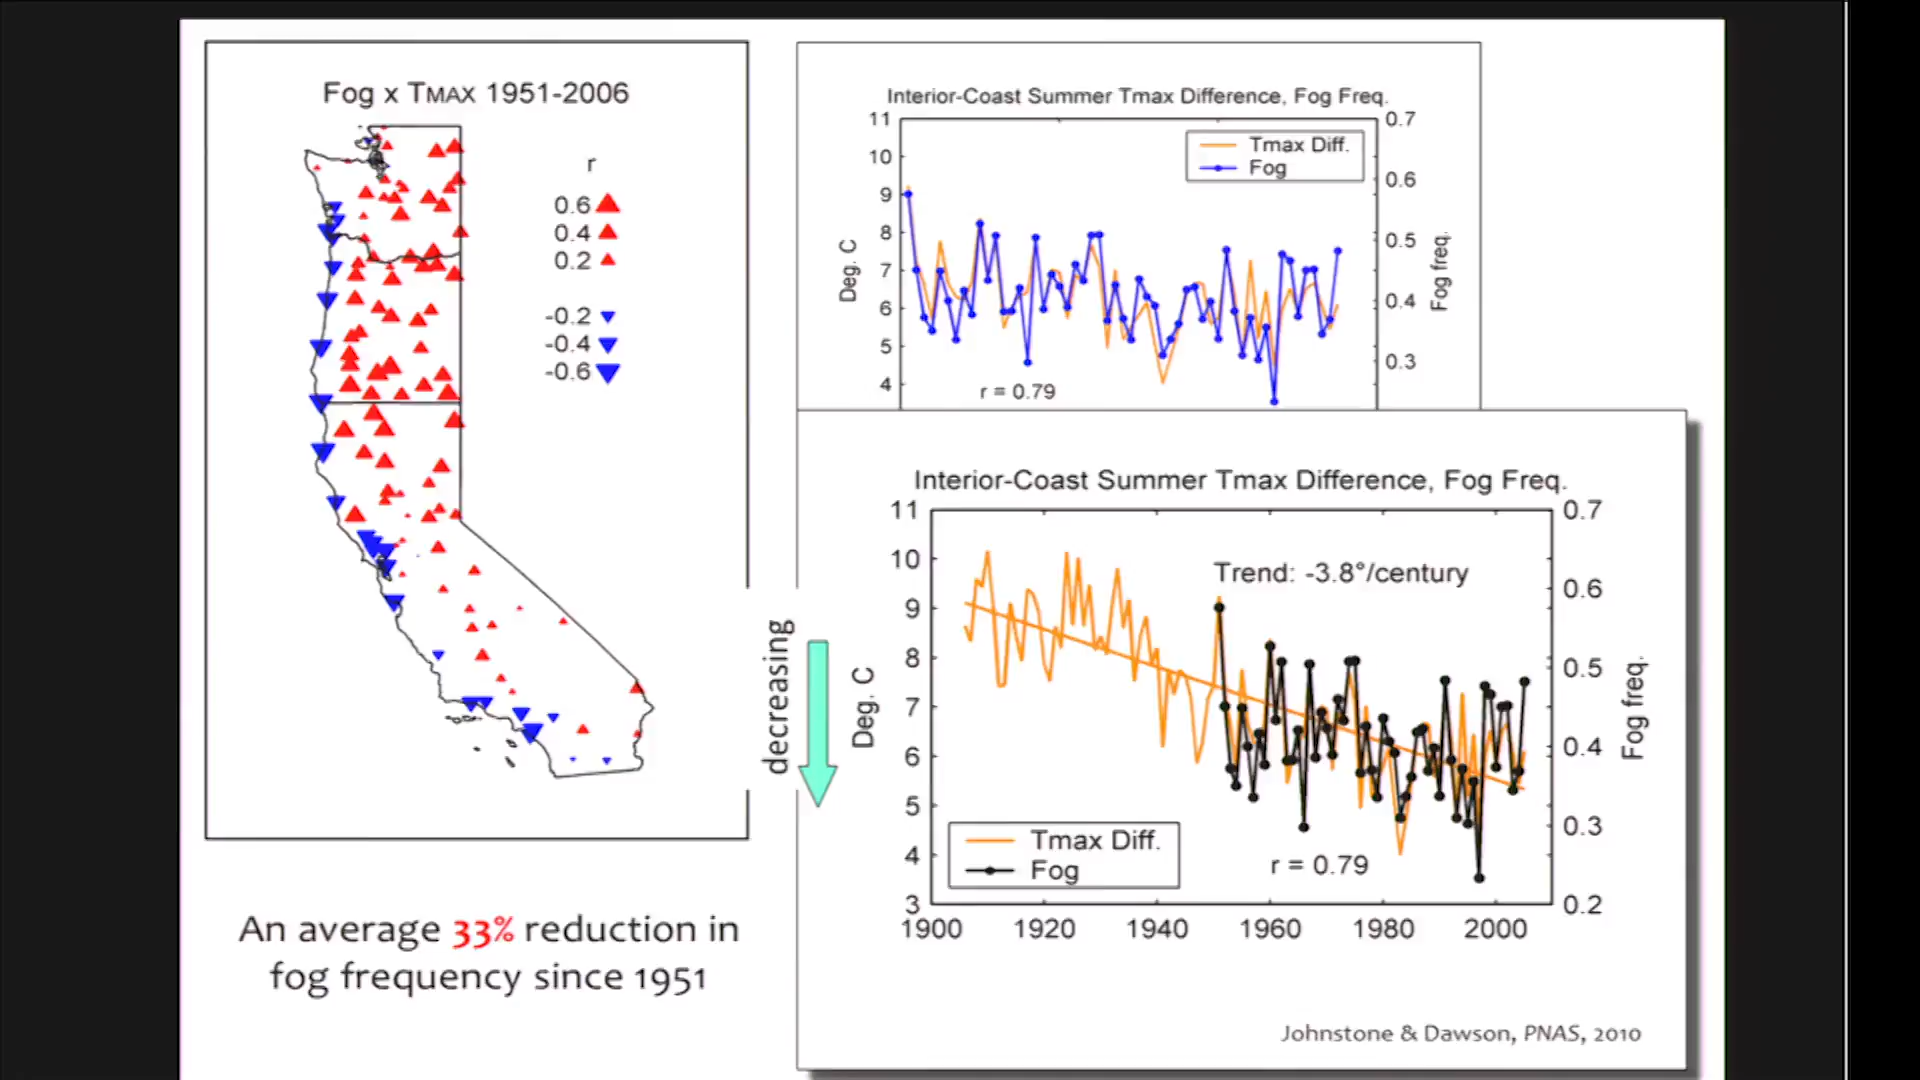 Fog x TMAX 1951-2006
r
0.6
0.4
0.2
-0.2
-0.4
-0.6
An average 33% reduction in
fog frequency since 1951
Interior-Coast Summer Tmax Difference, Fog Freq.
11
10
9
8
7
6
5
4
Deg. C
Tmax Diff.
Fog
r = 0.79
0.7
0.6
0.5
0.4
0.3
Fog freq.
decreasing
Interior-Coast Summer Tmax Difference, Fog Freq.
11
10
9
8
7
6
5
4
3
Deg. C
Trend: -3.8°/century
Tmax Diff.
Fog
r = 0.79
0.7
0.6
0.5
0.4
0.3
0.2
Fog freq.
1900 1920 1940 1960 1980 2000
Johnstone & Dawson, PNAS, 2010